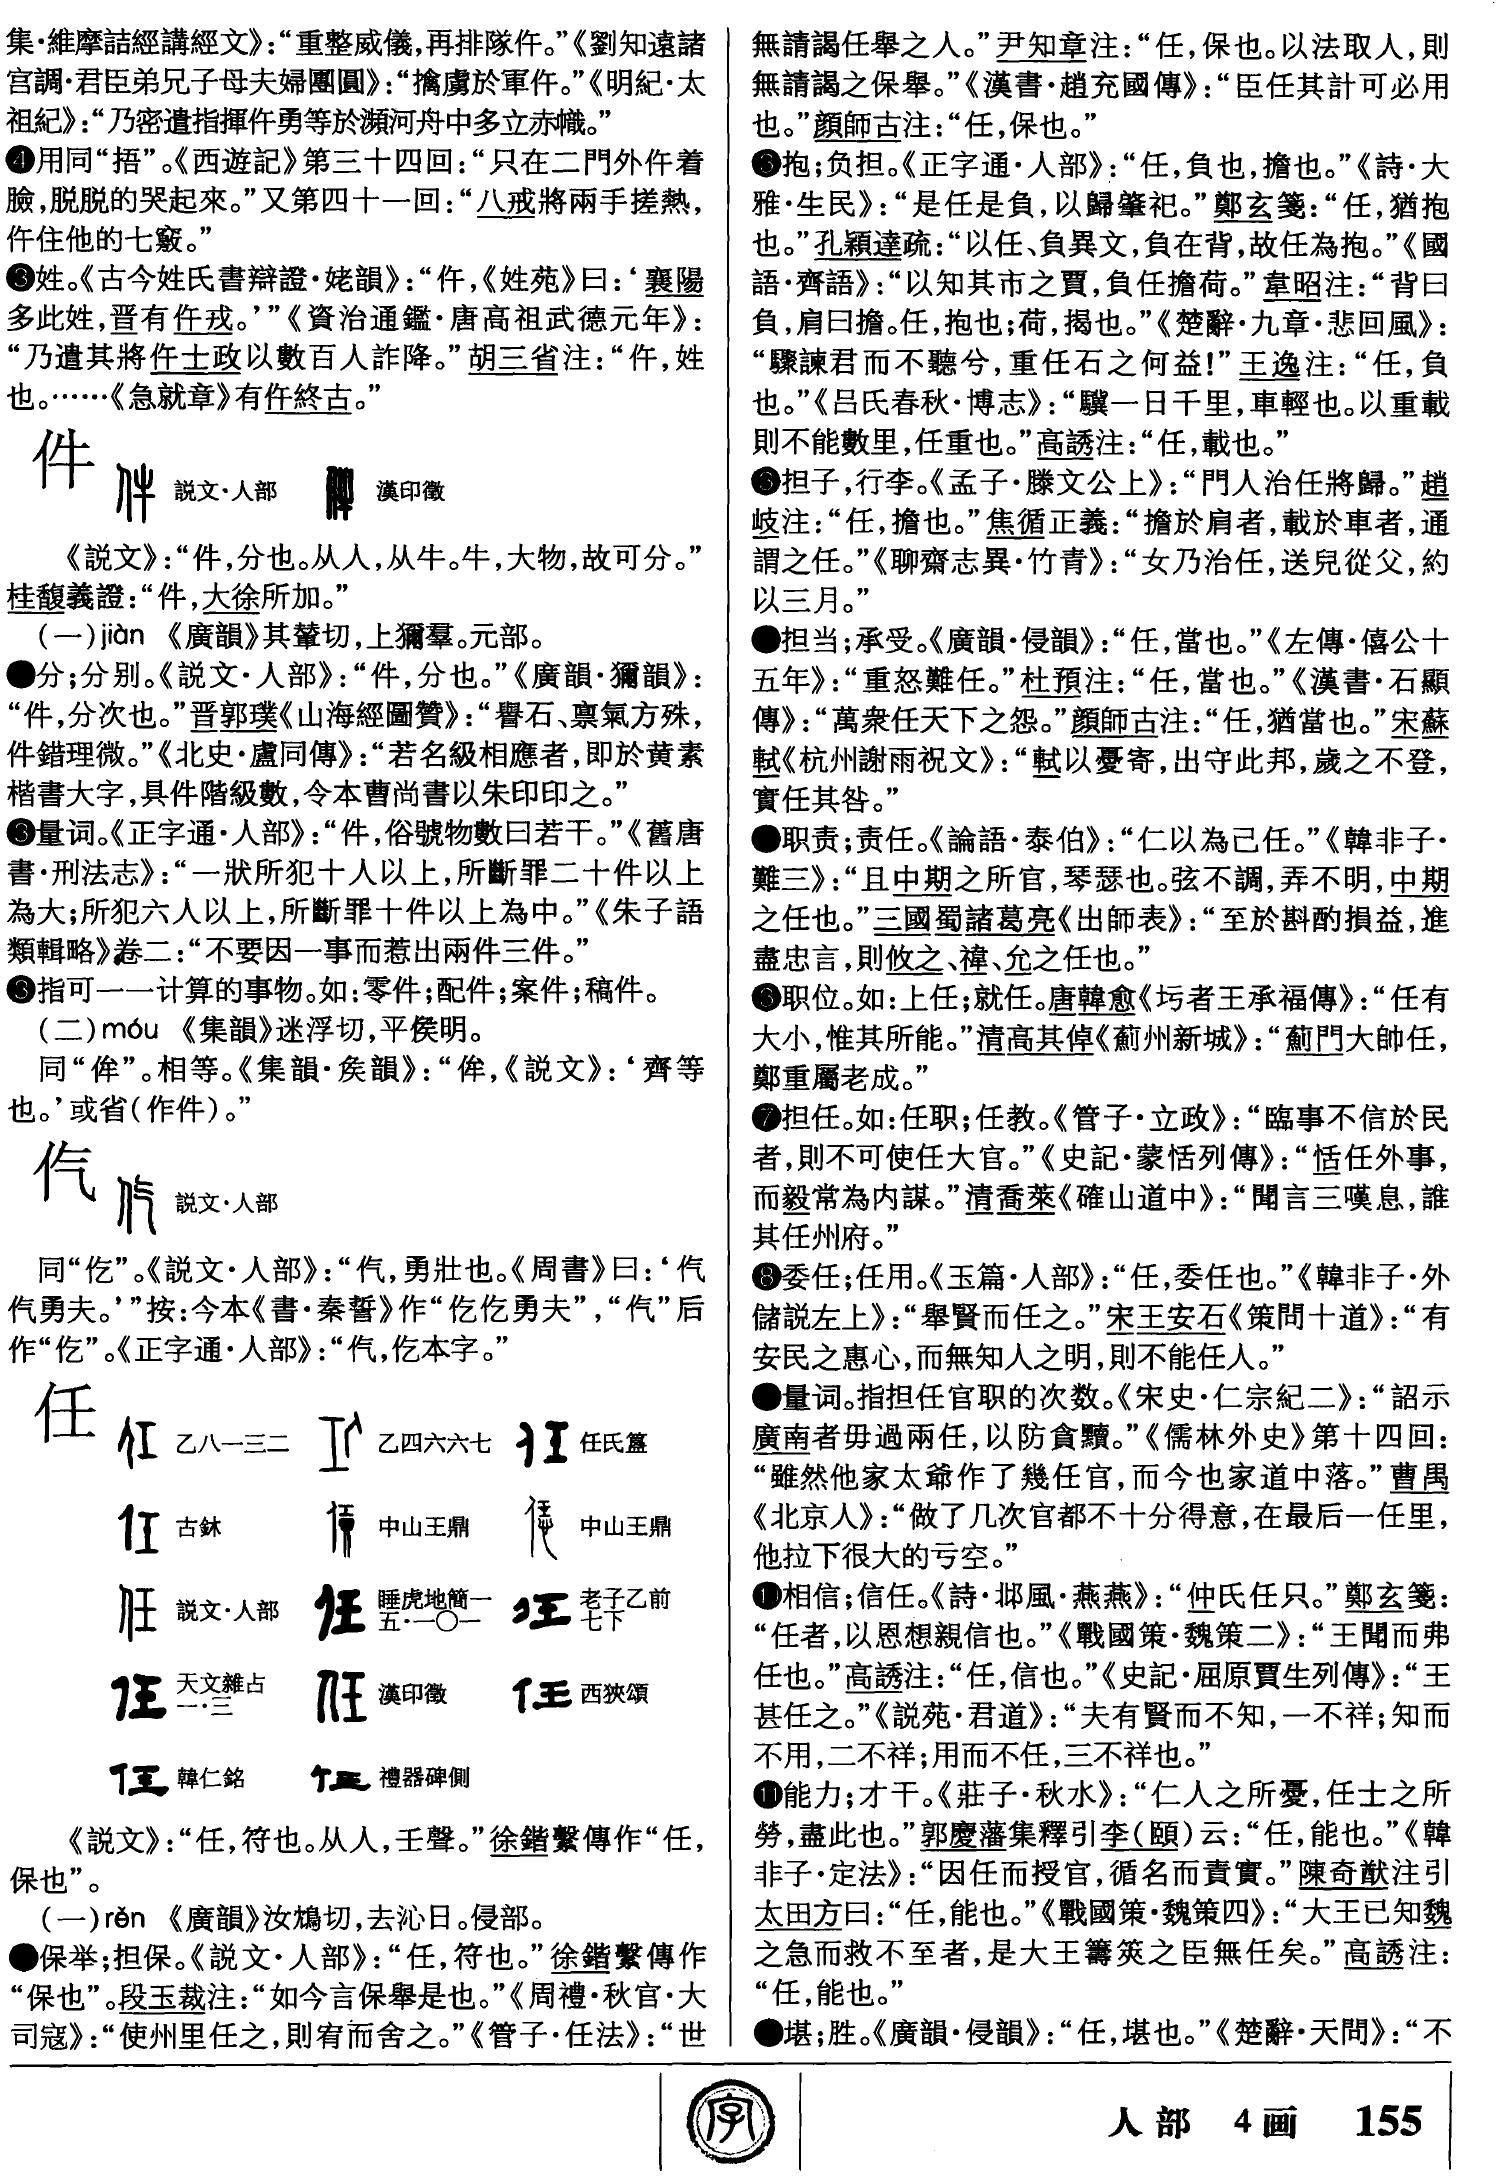 集·維摩詰經講經文》：“重整威儀，再排隊仵。”《劉知遠諸
宫調·君臣弟兄子母夫婦團圓》：“擒虜於軍仵。”《明紀·太
祖紀》：“乃密遣指揮仵勇等於瀕河舟中多立赤幟。”
❹用同“捂”。《西遊記》第三十四回：“只在二門外仵着
臉，脱脱的哭起來。”又第四十一回：“八戒將兩手搓熱，
仵住他的七竅。”
❸姓。《古今姓氏書辯證·姥韻》：“仵，《姓苑》曰：‘襄陽
多此姓，晋有仵戎。’”《資治通鑑·唐高祖武德元年》：
“乃遣其將仵士政以數百人詐降。”胡三省注：“仵，姓
也。……《急就章》有仵終古。”
件
説文·人部 漢印徵
《説文》：“件，分也。从人，从牛。牛，大物，故可分。”
桂馥義證：“件，大徐所加。”
（一）jiàn 《廣韻》其輦切，上獮羣。元部。
●分；分别。《説文·人部》：“件，分也。”《廣韻·獮韻》：
“件，分次也。”晋郭璞《山海經圖贊》：“礜石、禀氣方殊，
件錯理微。”《北史·盧同傳》：“若名級相應者，即於黄素
楷書大字，具件階級數，令本曹尚書以朱印印之。”
❸量词。《正字通·人部》：“件，俗號物數曰若干。”《舊唐
書·刑法志》：“一狀所犯十人以上，所斷罪二十件以上
為大；所犯六人以上，所斷罪十件以上為中。”《朱子語
類輯略》卷二：“不要因一事而惹出兩件三件。”
❸指可一一计算的事物。如：零件；配件；案件；稿件。
（二）móu 《集韻》迷浮切，平侯明。
同“侔”。相等。《集韻·矦韻》：“侔，《説文》：‘齊等
也。’或省（作件）。”
仱
説文·人部
同“仡”。《説文·人部》：“㐹，勇壯也。《周書》曰：‘㐹
㐹勇夫。’”按：今本《書·秦誓》作“仡仡勇夫”，“㐹”后
作“仡”。《正字通·人部》：“㐹，仡本字。”
任
乙八一三二 乙四六六七 任氏簋
古鉥 中山王鼎 中山王鼎
説文·人部 睡虎地簡一五·一〇一 老子乙前七下
天文雜占一·三 漢印徵 西狹頌
韓仁銘 禮器碑側
《説文》：“任，符也。从人，壬聲。”徐鍇繫傳作“任，
保也”。
（一）rěn 《廣韻》汝鴆切，去沁日。侵部。
●保举；担保。《説文·人部》：“任，符也。”徐鍇繫傳作
“保也”。段玉裁注：“如今言保舉是也。”《周禮·秋官·大
司寇》：“使州里任之，則宥而舍之。”《管子·任法》：“世
無請謁任舉之人。”尹知章注：“任，保也。以法取人，則
無請謁之保舉。”《漢書·趙充國傳》：“臣任其計可必用
也。”顔師古注：“任，保也。”
❸抱；负担。《正字通·人部》：“任，負也，擔也。”《詩·大
雅·生民》：“是任是負，以歸肇祀。”鄭玄箋：“任，猶抱
也。”孔穎達疏：“以任、負異文，負在背，故任為抱。”《國
語·齊語》：“以知其市之賈，負任擔荷。”韋昭注：“背曰
負，肩曰擔。任，抱也；荷，揭也。”《楚辭·九章·悲回風》：
“驟諫君而不聽兮，重任石之何益！”王逸注：“任，負
也。”《吕氏春秋·博志》：“驥一日千里，車輕也。以重載
則不能數里，任重也。”高誘注：“任，載也。”
❸担子，行李。《孟子·滕文公上》：“門人治任將歸。”趙
岐注：“任，擔也。”焦循正義：“擔於肩者，載於車者，通
謂之任。”《聊齋志異·竹青》：“女乃治任，送兒從父，約
以三月。”
●担当；承受。《廣韻·侵韻》：“任，當也。”《左傳·僖公十
五年》：“重怒難任。”杜預注：“任，當也。”《漢書·石顯
傳》：“萬衆任天下之怨。”顔師古注：“任，猶當也。”宋蘇
軾《杭州謝雨祝文》：“軾以憂寄，出守此邦，歲之不登，
實任其咎。”
●职责；责任。《論語·泰伯》：“仁以為己任。”《韓非子·
難三》：“且中期之所官，琴瑟也。弦不調，弄不明，中期
之任也。”三國蜀諸葛亮《出師表》：“至於斟酌損益，進
盡忠言，則攸之、禕、允之任也。”
❻职位。如：上任；就任。唐韓愈《圬者王承福傳》：“任有
大小，惟其所能。”清高其倬《薊州新城》：“薊門大帥任，
鄭重屬老成。”
❼担任。如：任职；任教。《管子·立政》：“臨事不信於民
者，則不可使任大官。”《史記·蒙恬列傳》：“恬任外事，
而毅常為内謀。”清喬萊《確山道中》：“聞言三嘆息，誰
其任州府。”
❽委任；任用。《玉篇·人部》：“任，委任也。”《韓非子·外
儲説左上》：“舉賢而任之。”宋王安石《策問十道》：“有
安民之惠心，而無知人之明，則不能任人。”
●量词。指担任官职的次数。《宋史·仁宗紀二》：“詔示
廣南者毋過兩任，以防貪黷。”《儒林外史》第十四回：
“雖然他家太爺作了幾任官，而今也家道中落。”曹禺
《北京人》：“做了几次官都不十分得意，在最后一任里，
他拉下很大的亏空。”
❿相信；信任。《詩·邶風·燕燕》：“仲氏任只。”鄭玄箋：
“任者，以恩想親信也。”《戰國策·魏策二》：“王聞而弗
任也。”高誘注：“任，信也。”《史記·屈原賈生列傳》：“王
甚任之。”《説苑·君道》：“夫有賢而不知，一不祥；知而
不用，二不祥；用而不任，三不祥也。”
⓫能力；才干。《莊子·秋水》：“仁人之所憂，任士之所
勞，盡此也。”郭慶藩集釋引李（頤）云：“任，能也。”《韓
非子·定法》：“因任而授官，循名而責實。”陳奇猷注引
太田方曰：“任，能也。”《戰國策·魏策四》：“大王已知魏
之急而救不至者，是大王籌筴之臣無任矣。”高誘注：
“任，能也。”
●堪；胜。《廣韻·侵韻》：“任，堪也。”《楚辭·天問》：“不
字
人部 4画 155